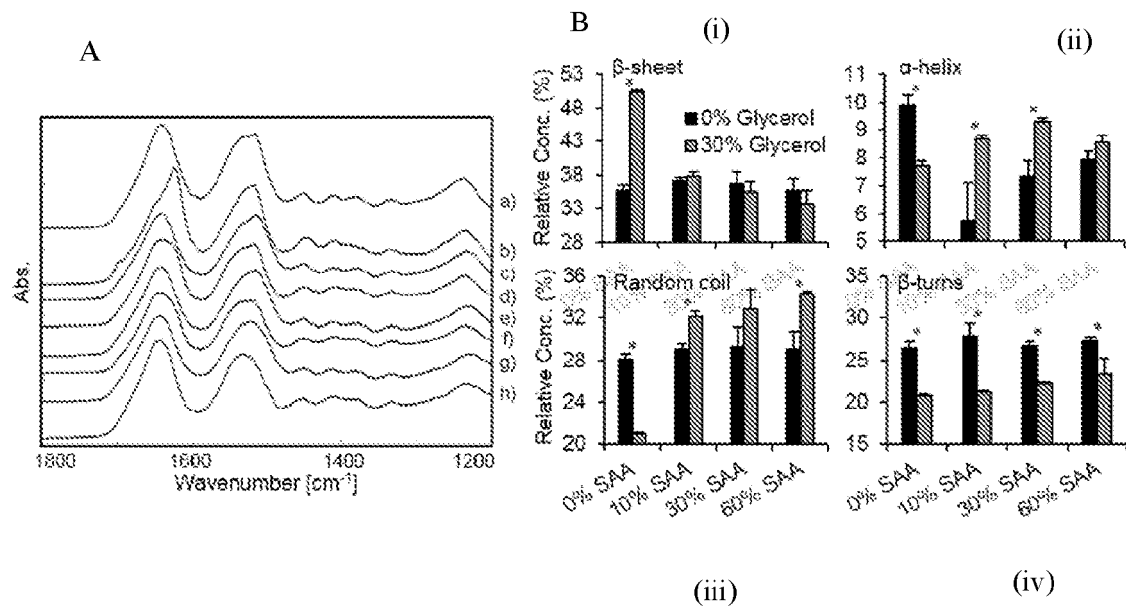 A
B
(i)
(ii)
Abs.
a)
b)
c)
d)
e)
f)
g)
h)
1800
1600
1400
1200
Wavenumber [cm-1]
β-sheet
Relative Conc. (%)
53
48
43
38
33
28
*
0% Glycerol
30% Glycerol
α-helix
11
10
9
8
7
6
5
*
*
*
Random coil
Relative Conc. (%)
36
32
28
24
20
*
*
*
0% SAA
10% SAA
30% SAA
60% SAA
β-turns
35
30
25
20
15
*
*
*
*
0% SAA
10% SAA
30% SAA
60% SAA
(iii)
(iv)